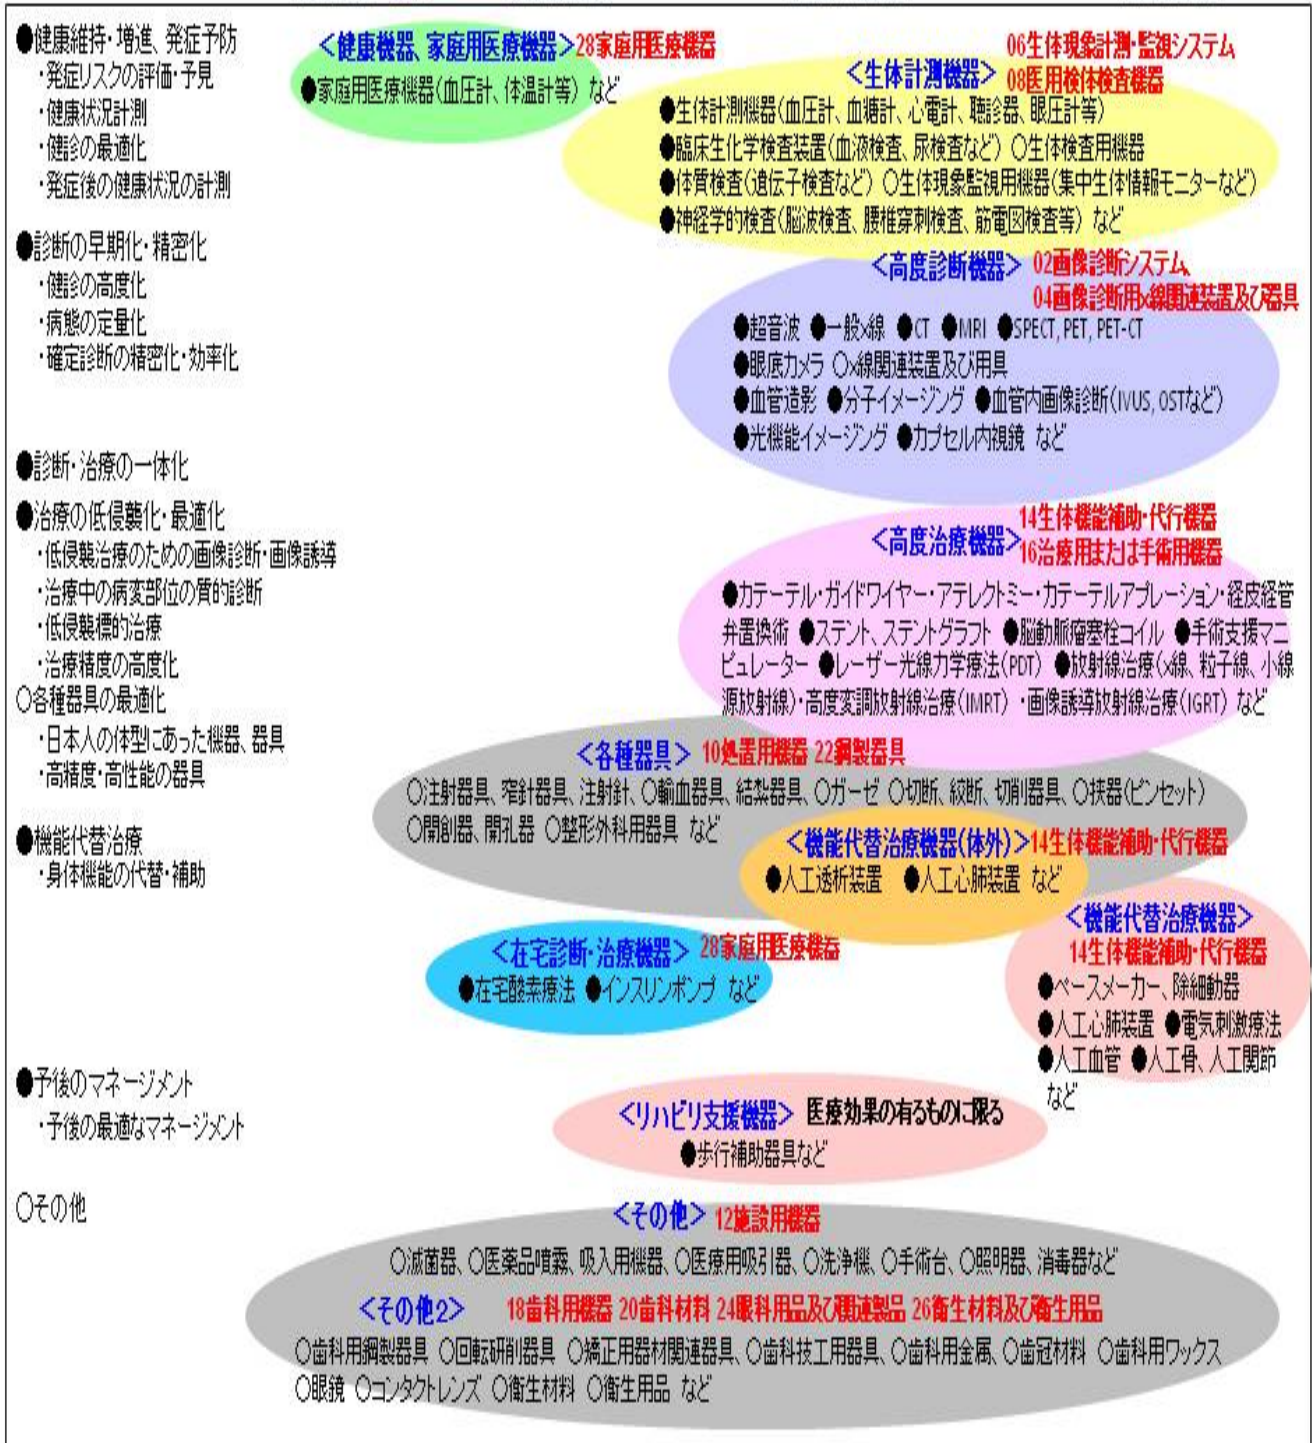 ●健康維持・増進、発症予防
・発症リスクの評価・予見
・健康状況計測
・健診の最適化
・発症後の健康状況の計測
<健康機器、家庭用医療機器>28家庭用医療機器
●家庭用医療機器(血圧計、体温計等) など
06生体現象計測・監視システム
<生体計測機器> 08医用検体検査機器
●生体計測機器(血圧計、血糖計、心電計、聴診器、眼圧計等)
●臨床生化学検査装置(血液検査、尿検査など) ○生体検査用機器
●体質検査(遺伝子検査など) ○生体現象監視用機器(集中生体情報モニターなど)
●神経学的検査(脳波検査、腰椎穿刺検査、筋電図検査等) など
●診断の早期化・精密化
・健診の高度化
・病態の定量化
・確定診断の精密化・効率化
<高度診断機器> 02画像診断システム、
04画像診断用x線関連装置及び器具
●超音波 ●一般x線 ●CT ●MRI ●SPECT, PET, PET-CT
●眼底カメラ ○x線関連装置及び用具
●血管造影 ●分子イメージング ●血管内画像診断(IVUS, OSTなど)
●光機能イメージング ●カプセル内視鏡 など
●診断・治療の一体化
●治療の低侵襲化・最適化
・低侵襲治療のための画像診断・画像誘導
・治療中の病変部位の質的診断
・低侵襲標的治療
・治療精度の高度化
○各種器具の最適化
・日本人の体型にあった機器、器具
・高精度・高性能の器具
14生体機能補助・代行機器
<高度治療機器>16治療用または手術用機器
●カテーテル・ガイドワイヤー・アテレクトミー・カテーテルアブレーション・経皮経管
弁置換術 ●ステント、ステントグラフト ●脳動脈瘤塞栓コイル ●手術支援マニ
ピュレーター ●レーザー光線力学療法(PDT) ●放射線治療(x線、粒子線、小線
源放射線)・高度変調放射線治療(IMRT) ・画像誘導放射線治療(IGRT) など
<各種器具> 10処置用機器 22鋼製器具
○注射器具、穿針器具、注射針、○輸血器具、結紮器具、○ガーゼ ○切断、絞断、切削器具、○挟器(ピンセット)
○開創器、開孔器 ○整形外科用器具 など
●機能代替治療
・身体機能の代替・補助
<機能代替治療機器(体外)>14生体機能補助・代行機器
●人工透析装置 ●人工心肺装置 など
<機能代替治療機器>
14生体機能補助・代行機器
●ペースメーカー、除細動器
●人工心肺装置 ●電気刺激療法
●人工血管 ●人工骨、人工関節
など
<在宅診断・治療機器> 28家庭用医療機器
●在宅酸素療法 ●インスリンポンプ など
●予後のマネージメント
・予後の最適なマネージメント
<リハビリ支援機器> 医療効果の有るものに限る
●歩行補助器具など
○その他
<その他> 12施設用機器
○滅菌器、○医薬品噴霧、吸入用機器、○医療用吸引器、○洗浄機、○手術台、○照明器、消毒器など
<その他2> 18歯科用機器 20歯科材料 24眼科用品及び関連製品 26衛生材料及び衛生用品
○歯科用鋼製器具 ○回転研削器具 ○矯正用器材関連器具、○歯科技工用器具、○歯科用金属、○歯冠材料 ○歯科用ワックス
○眼鏡 ○コンタクトレンズ ○衛生材料 ○衛生用品 など